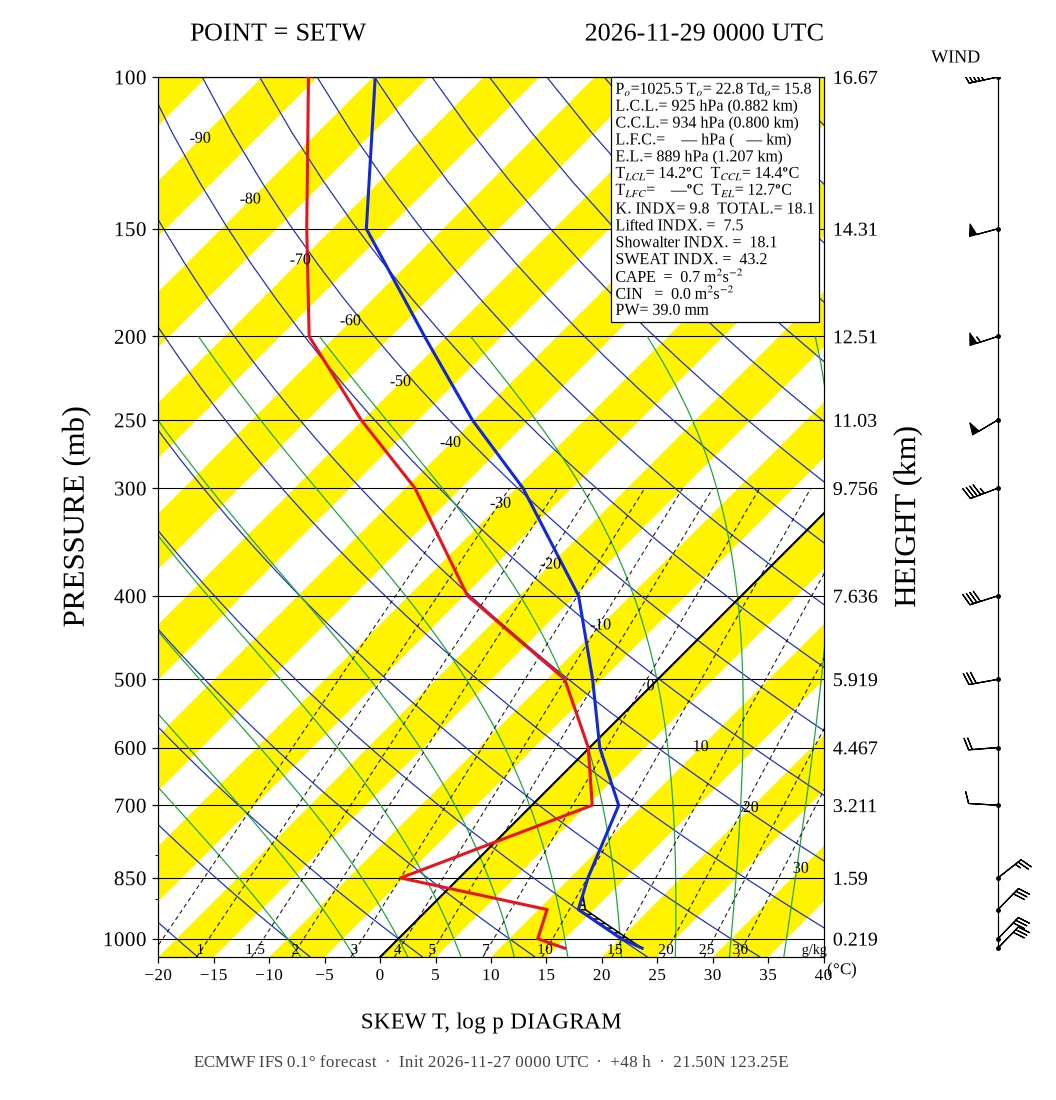 POINT = SETW 2026-11-29 0000 UTC
WIND
Pₒ=1025.5 Tₒ= 22.8 Tdₒ= 15.8
L.C.L.= 925 hPa (0.882 km)
C.C.L.= 934 hPa (0.800 km)
L.F.C.= — hPa ( — km)
E.L.= 889 hPa (1.207 km)
T_LCL= 14.2°C T_CCL= 14.4°C
T_LFC= —°C T_EL= 12.7°C
K. INDX= 9.8 TOTAL.= 18.1
Lifted INDX. = 7.5
Showalter INDX. = 18.1
SWEAT INDX. = 43.2
CAPE = 0.7 m²s⁻²
CIN = 0.0 m²s⁻²
PW= 39.0 mm
100 16.67
-90
-80
150 14.31
-70
-60
200 12.51
-50
250 11.03
-40
300 9.756
-30
-20
400 7.636
-10
500 5.919
0
600 4.467
10
700 3.211
20
30
850 1.59
1000 0.219
PRESSURE (mb)
HEIGHT (km)
1 1.5 2 3 4 5 7 10 15 20 25 30 g/kg
−20 −15 −10 −5 0 5 10 15 20 25 30 35 40 (°C)
SKEW T, log p DIAGRAM
ECMWF IFS 0.1° forecast · Init 2026-11-27 0000 UTC · +48 h · 21.50N 123.25E